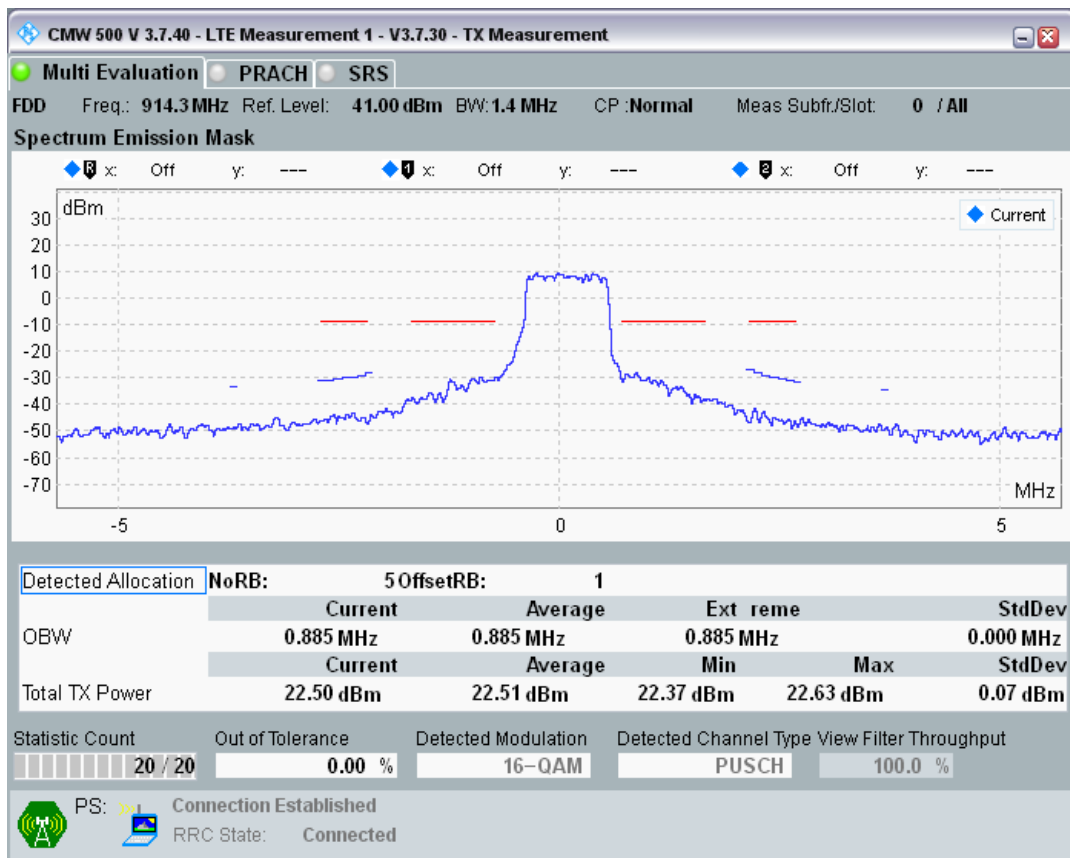 CMW 500 V 3.7.40 - LTE Measurement 1 - V3.7.30 - TX Measurement
Multi Evaluation PRACH SRS
FDD Freq.: 914.3 MHz Ref. Level: 41.00 dBm BW: 1.4 MHz CP :Normal Meas Subfr./Slot: 0 / All
Spectrum Emission Mask
R x: Off y: --- 1 x: Off y: --- 2 x: Off y: ---
dBm
Current
30
20
10
0
-10
-20
-30
-40
-50
-60
-70
MHz
-5 0 5
Detected Allocation NoRB: 5 OffsetRB: 1
Current Average Ext reme StdDev
OBW 0.885 MHz 0.885 MHz 0.885 MHz 0.000 MHz
Current Average Min Max StdDev
Total TX Power 22.50 dBm 22.51 dBm 22.37 dBm 22.63 dBm 0.07 dBm
Statistic Count Out of Tolerance Detected Modulation Detected Channel Type View Filter Throughput
20 / 20 0.00 % 16-QAM PUSCH 100.0 %
PS: Connection Established
RRC State: Connected